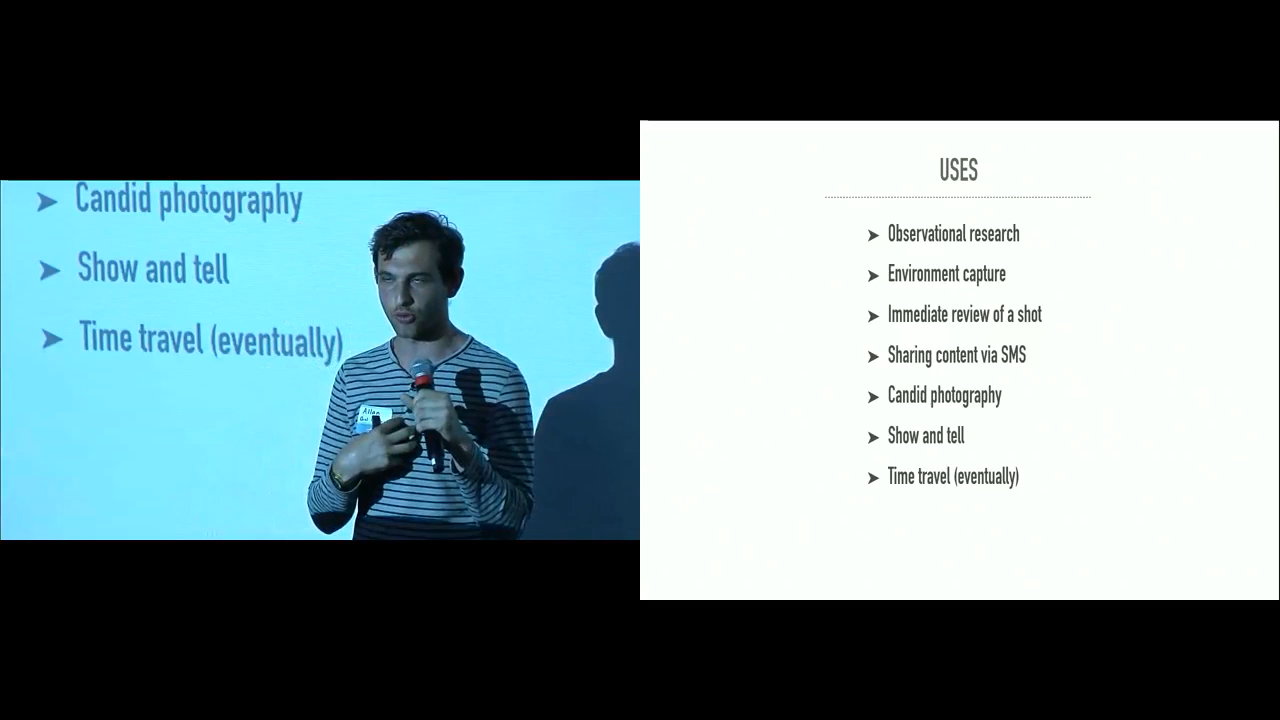 Candid photography
Show and tell
Time travel (eventually)
Allan
USES
Observational research
Environment capture
Immediate review of a shot
Sharing content via SMS
Candid photography
Show and tell
Time travel (eventually)